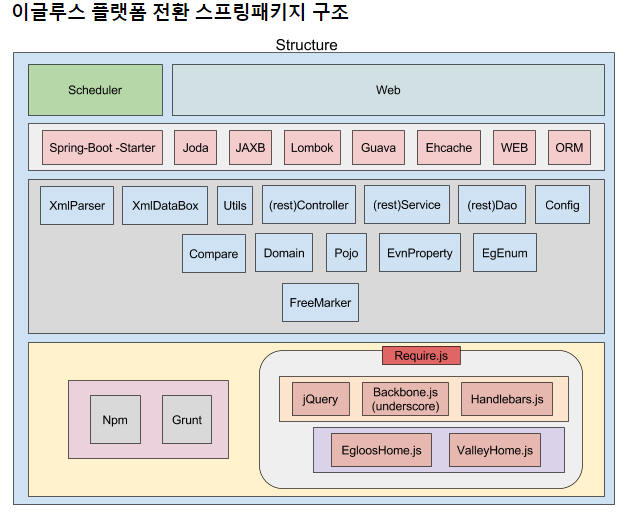 이글루스 플랫폼 전환 스프링패키지 구조
Structure
Scheduler
Web
Spring-Boot -Starter
Joda
JAXB
Lombok
Guava
Ehcache
WEB
ORM
XmlParser
XmlDataBox
Utils
(rest)Controller
(rest)Service
(rest)Dao
Config
Compare
Domain
Pojo
EvnProperty
EgEnum
FreeMarker
Require.js
jQuery
Backbone.js
(underscore)
Handlebars.js
Npm
Grunt
EgloosHome.js
ValleyHome.js